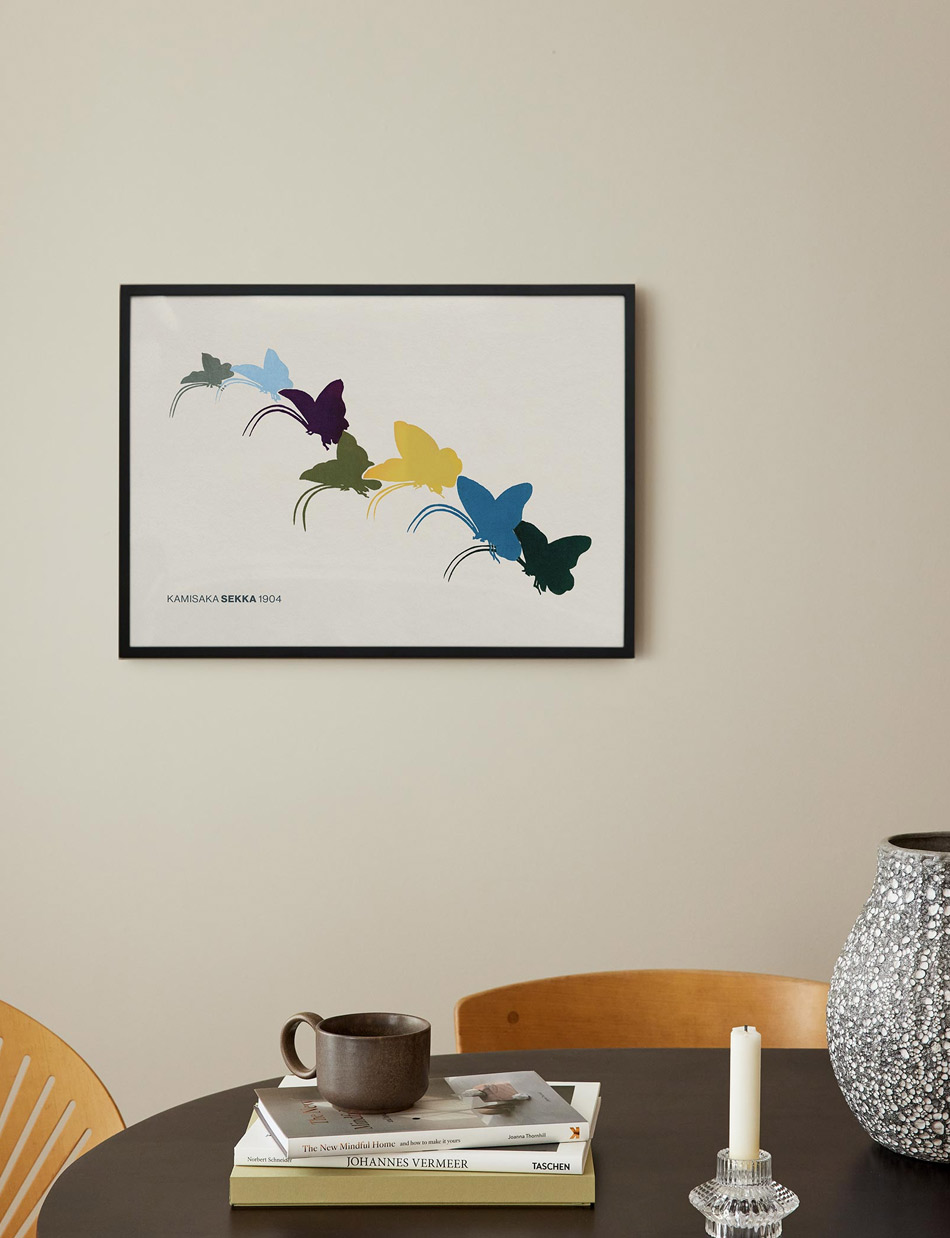 KAMISAKA SEKKA 1904
The New Mindful Home and how to make it yours Joanna Thornhill
Norbert Schneider JOHANNES VERMEER TASCHEN